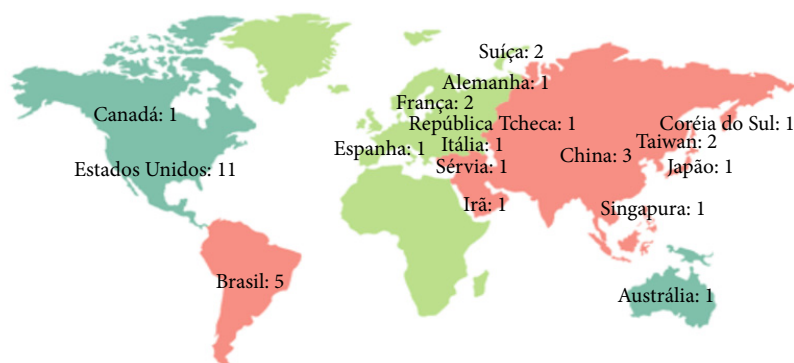 Suíça: 2
Alemanha: 1
Canadá: 1
França: 2
República Tcheca: 1
Coréia do Sul: 1
Espanha: 1
Itália: 1
Taiwan: 2
Estados Unidos: 11
Sérvia: 1
China: 3
Japão: 1
Irã: 1
Singapura: 1
Brasil: 5
Austrália: 1